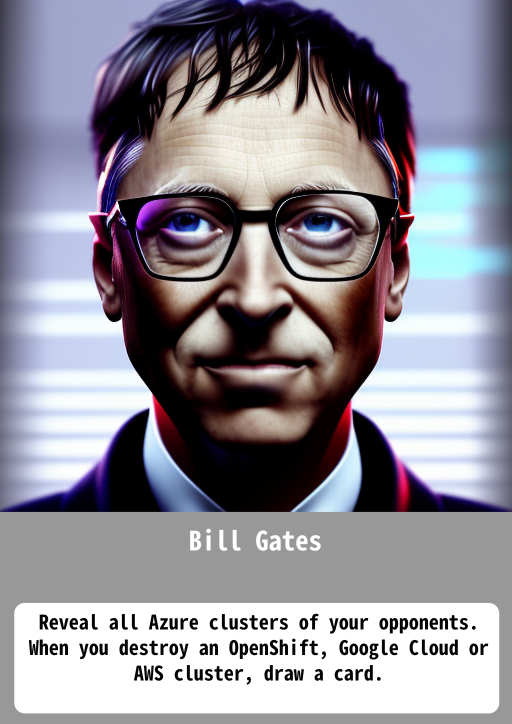 Bill Gates
Reveal all Azure clusters of your opponents.
When you destroy an OpenShift, Google Cloud or
AWS cluster, draw a card.